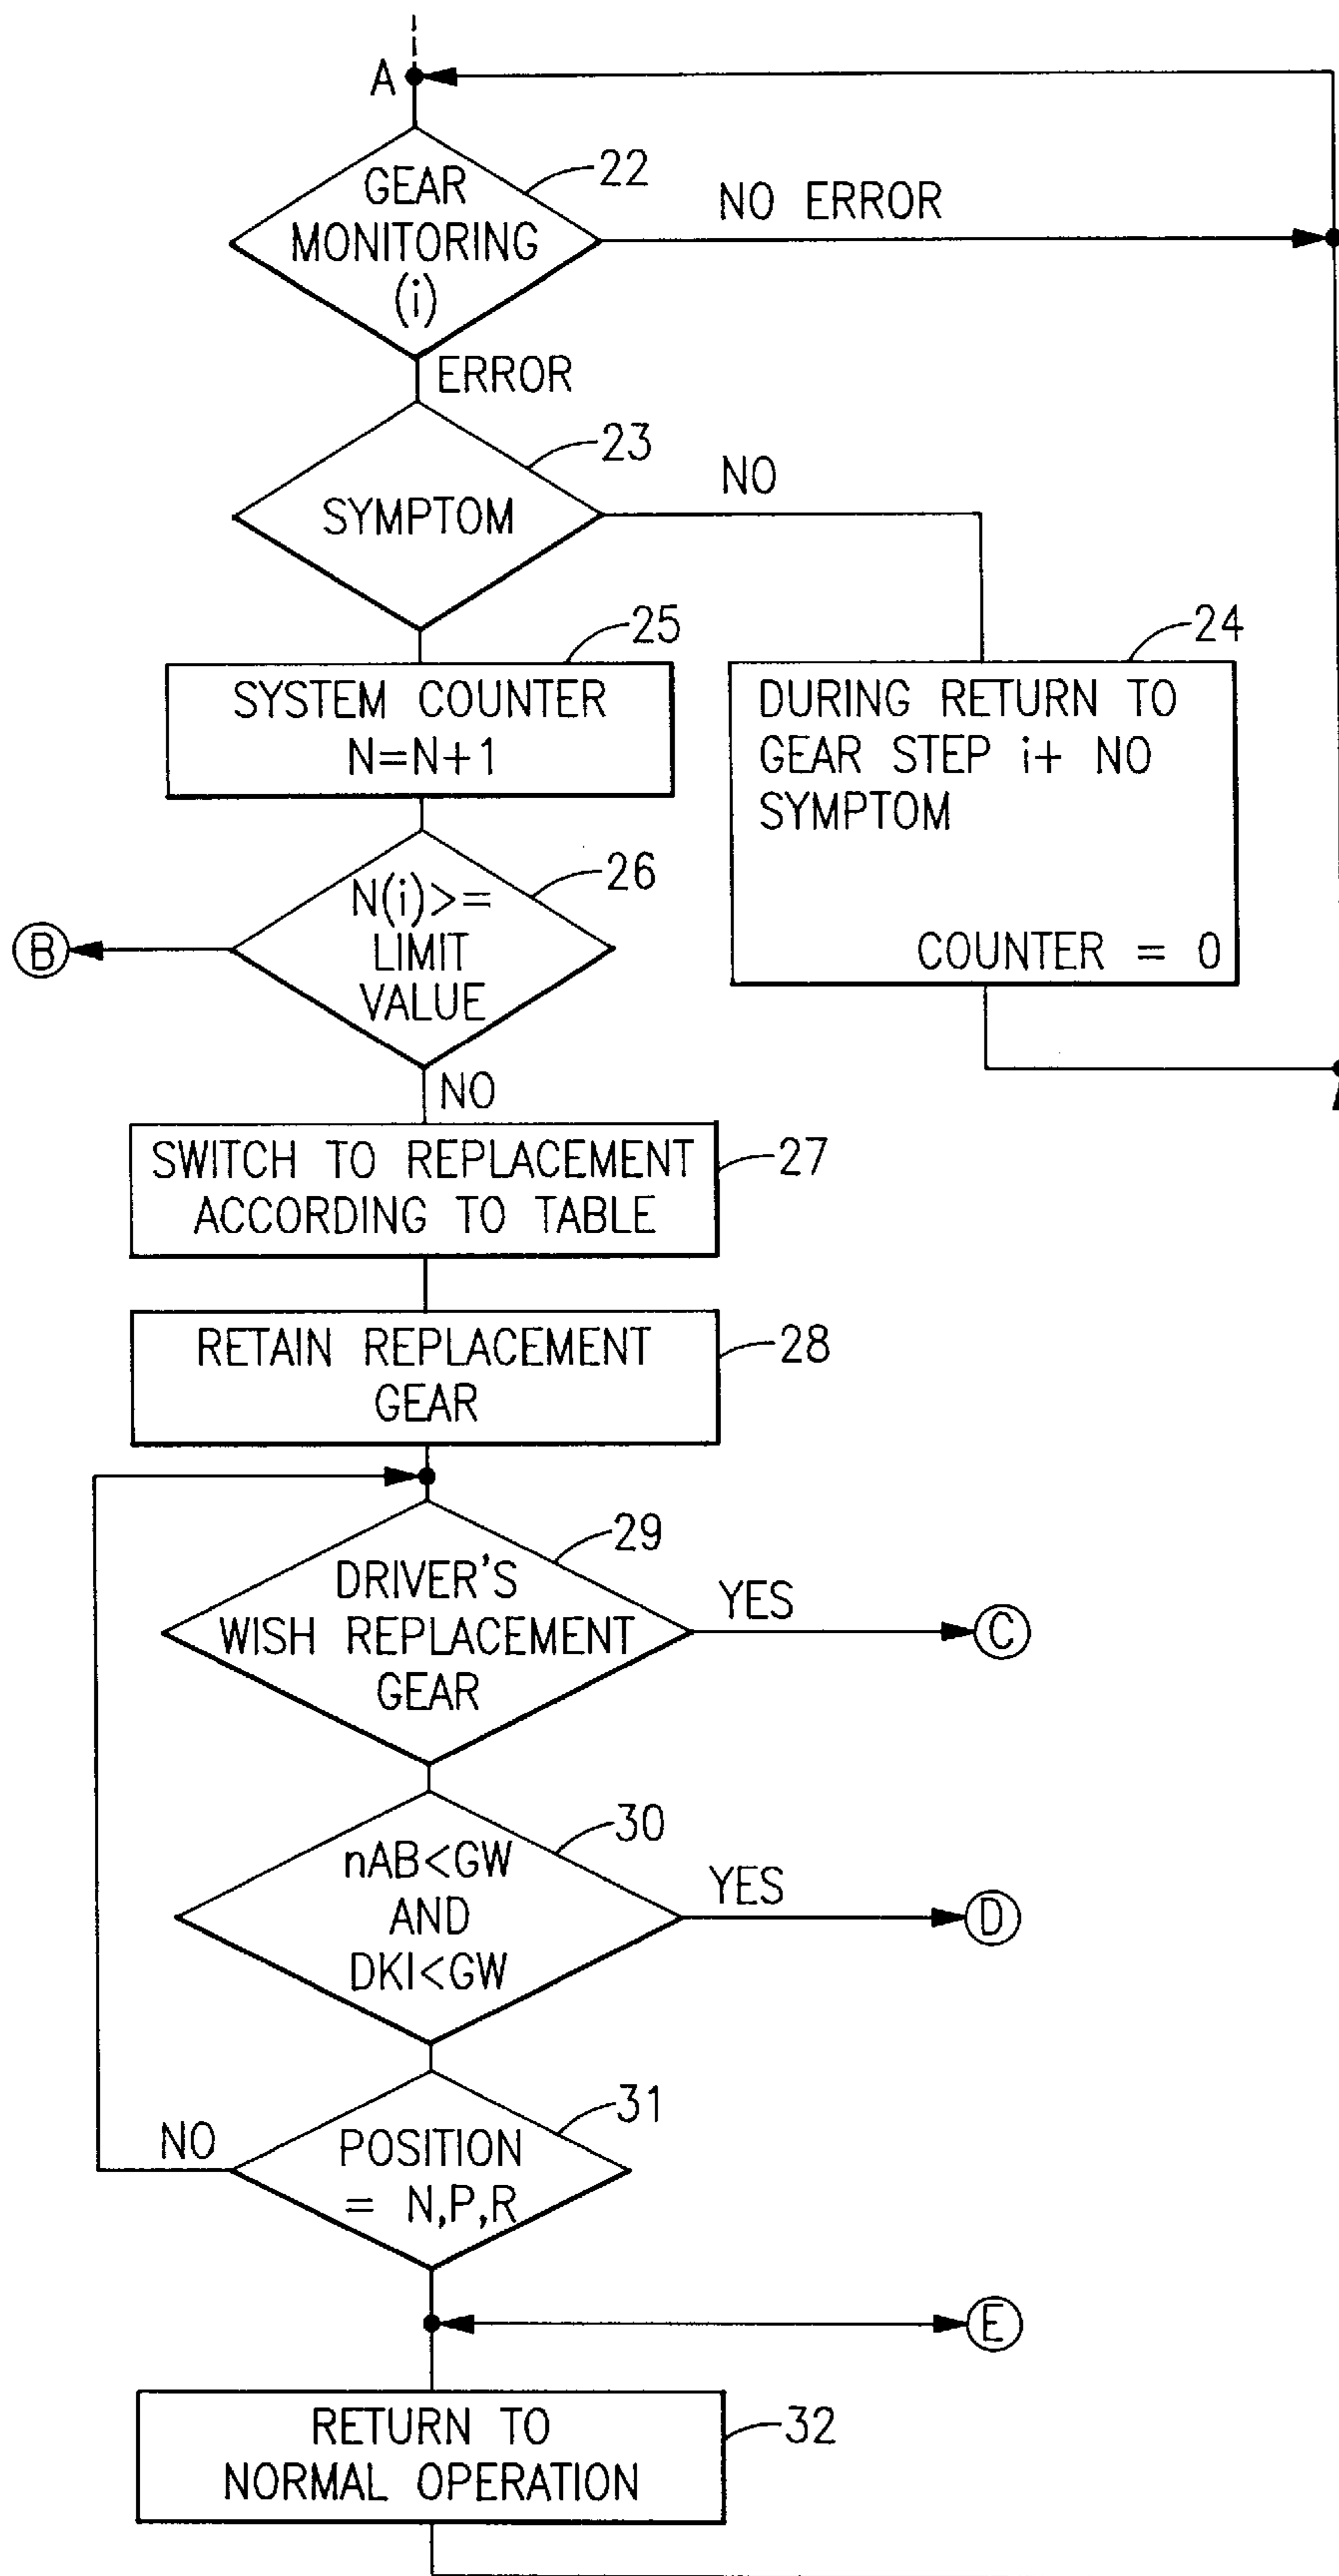 A
22
GEAR
MONITORING
(i)
NO ERROR
ERROR
23
SYMPTOM
NO
25
SYSTEM COUNTER
N=N+1
24
DURING RETURN TO
GEAR STEP i+ NO
SYMPTOM
COUNTER = 0
26
N(i)>=
LIMIT
VALUE
B
NO
27
SWITCH TO REPLACEMENT
ACCORDING TO TABLE
28
RETAIN REPLACEMENT
GEAR
29
DRIVER'S
WISH REPLACEMENT
GEAR
YES
C
30
nAB<GW
AND
DKI<GW
YES
D
31
NO
POSITION
= N,P,R
E
32
RETURN TO
NORMAL OPERATION